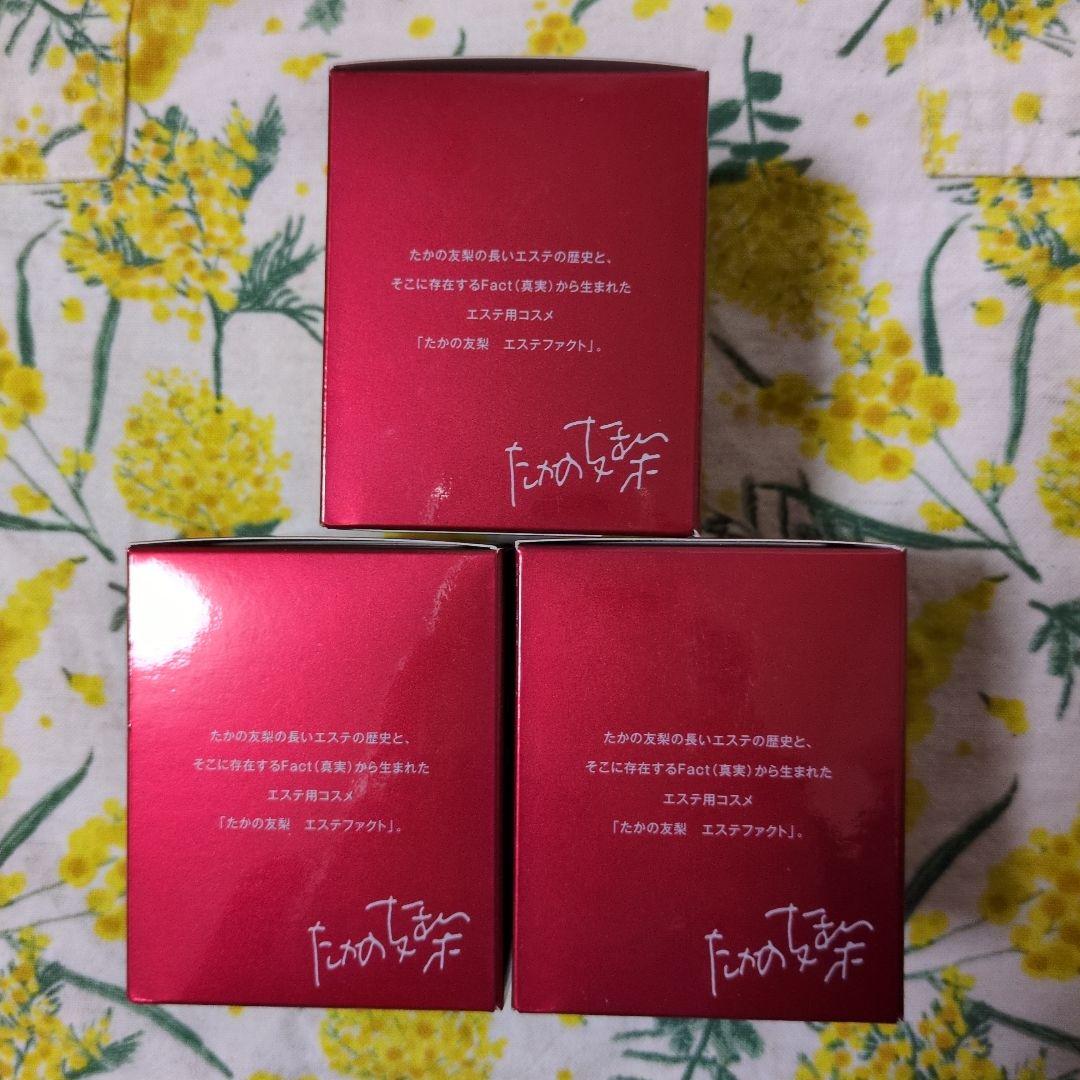 たかの友梨の長いエステの歴史と、
そこに存在するFact(真実)から生まれた
エステ用コスメ
「たかの友梨　エステファクト」。
たかの友梨
たかの友梨の長いエステの歴史と、
そこに存在するFact(真実)から生まれた
エステ用コスメ
「たかの友梨　エステファクト」。
たかの友梨
たかの友梨の長いエステの歴史と、
そこに存在するFact(真実)から生まれた
エステ用コスメ
「たかの友梨　エステファクト」。
たかの友梨